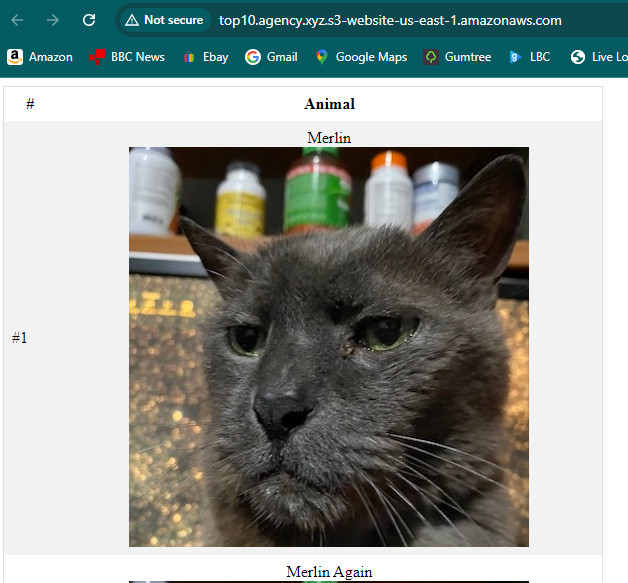 Not secure top10.agency.xyz.s3-website-us-east-1.amazonaws.com
Amazon BBC News Ebay Gmail Google Maps Gumtree LBC Live Lo
# Animal
Merlin
#1
Merlin Again